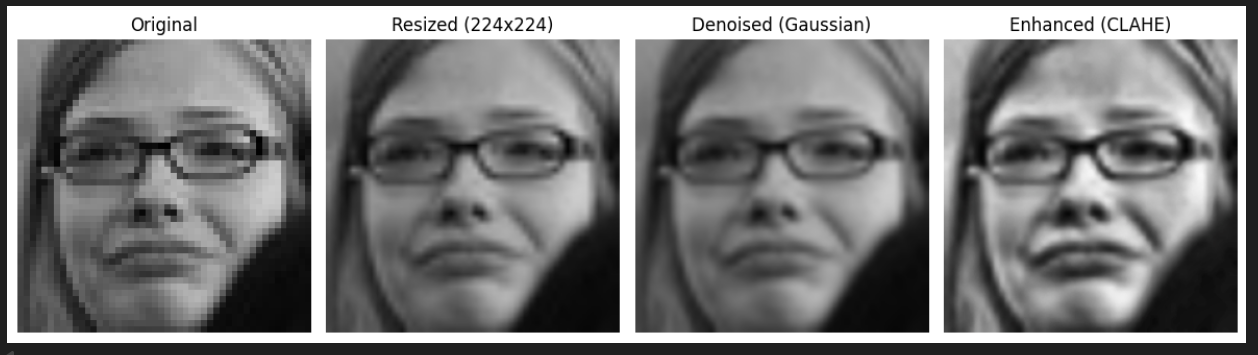 Original
Resized (224x224)
Denoised (Gaussian)
Enhanced (CLAHE)